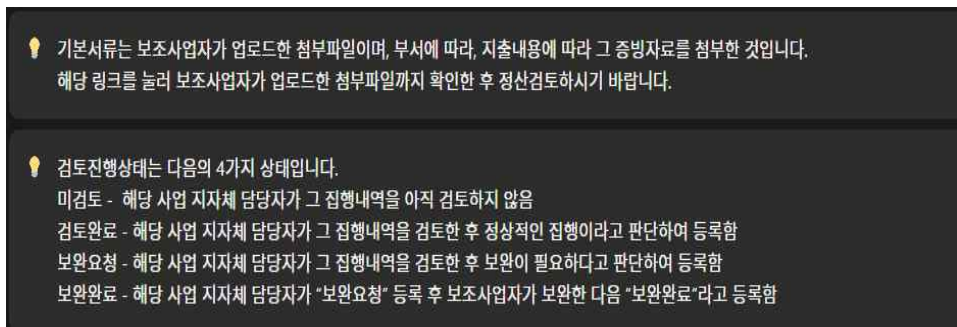 기본서류는 보조사업자가 업로드한 첨부파일이며, 부서에 따라, 지출내용에 따라 그 증빙자료를 첨부한 것입니다.
해당 링크를 눌러 보조사업자가 업로드한 첨부파일까지 확인한 후 정산검토하시기 바랍니다.
검토진행상태는 다음의 4가지 상태입니다.
미검토 - 해당 사업 지자체 담당자가 그 집행내역을 아직 검토하지 않음
검토완료 - 해당 사업 지자체 담당자가 그 집행내역을 검토한 후 정상적인 집행이라고 판단하여 등록함
보완요청 - 해당 사업 지자체 담당자가 그 집행내역을 검토한 후 보완이 필요하다고 판단하여 등록함
보완완료 - 해당 사업 지자체 담당자가 “보완요청” 등록 후 보조사업자가 보완한 다음 “보완완료”라고 등록함